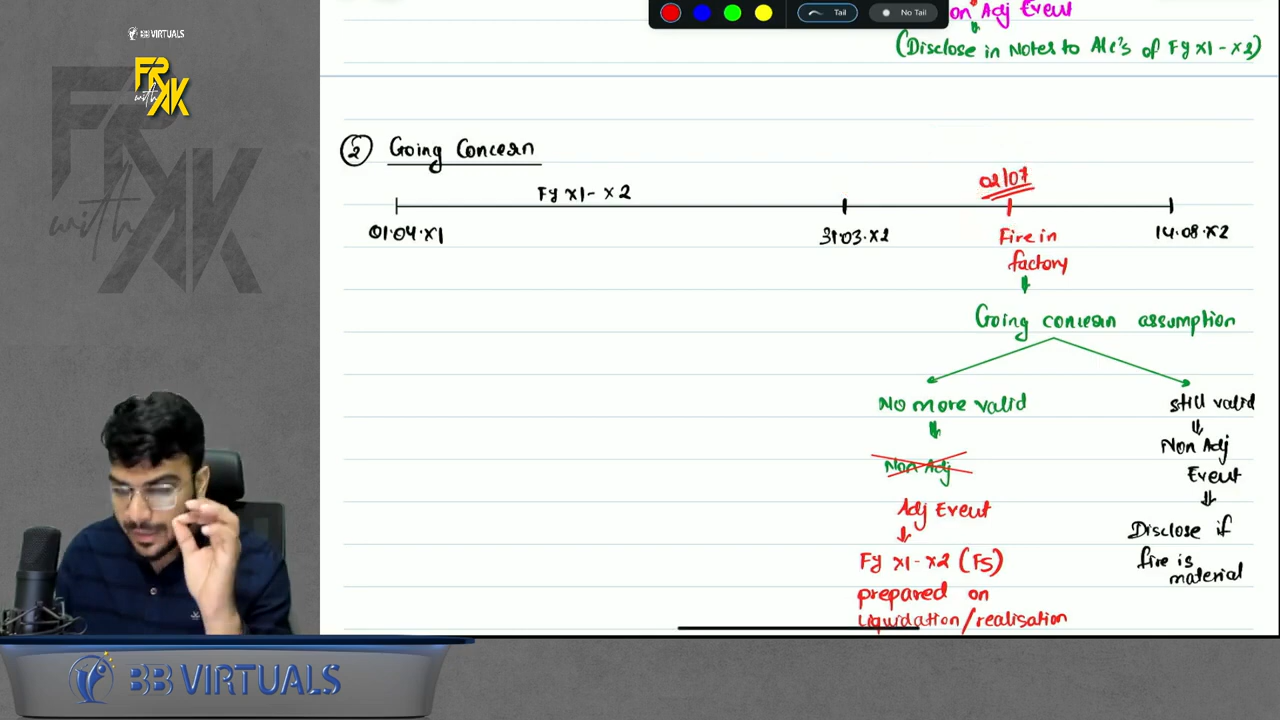 BB VIRTUALS
FR
with
AK
FR
with
AK
Tail
No Tail
on Adj Event
(Disclose in Notes to A/c's of Fy x1 - x2)
2 Going Concern
Fy x1 - x2
02/07
01.04.x1
31.03.x2
14.08.x2
Fire in
factory
Going concern assumption
No more valid
still valid
Non Adj
Non Adj
Event
Adj Event
Disclose if
fire is
material
Fy x1 - x2 (FS)
prepared on
liquidation/realisation
BB VIRTUALS